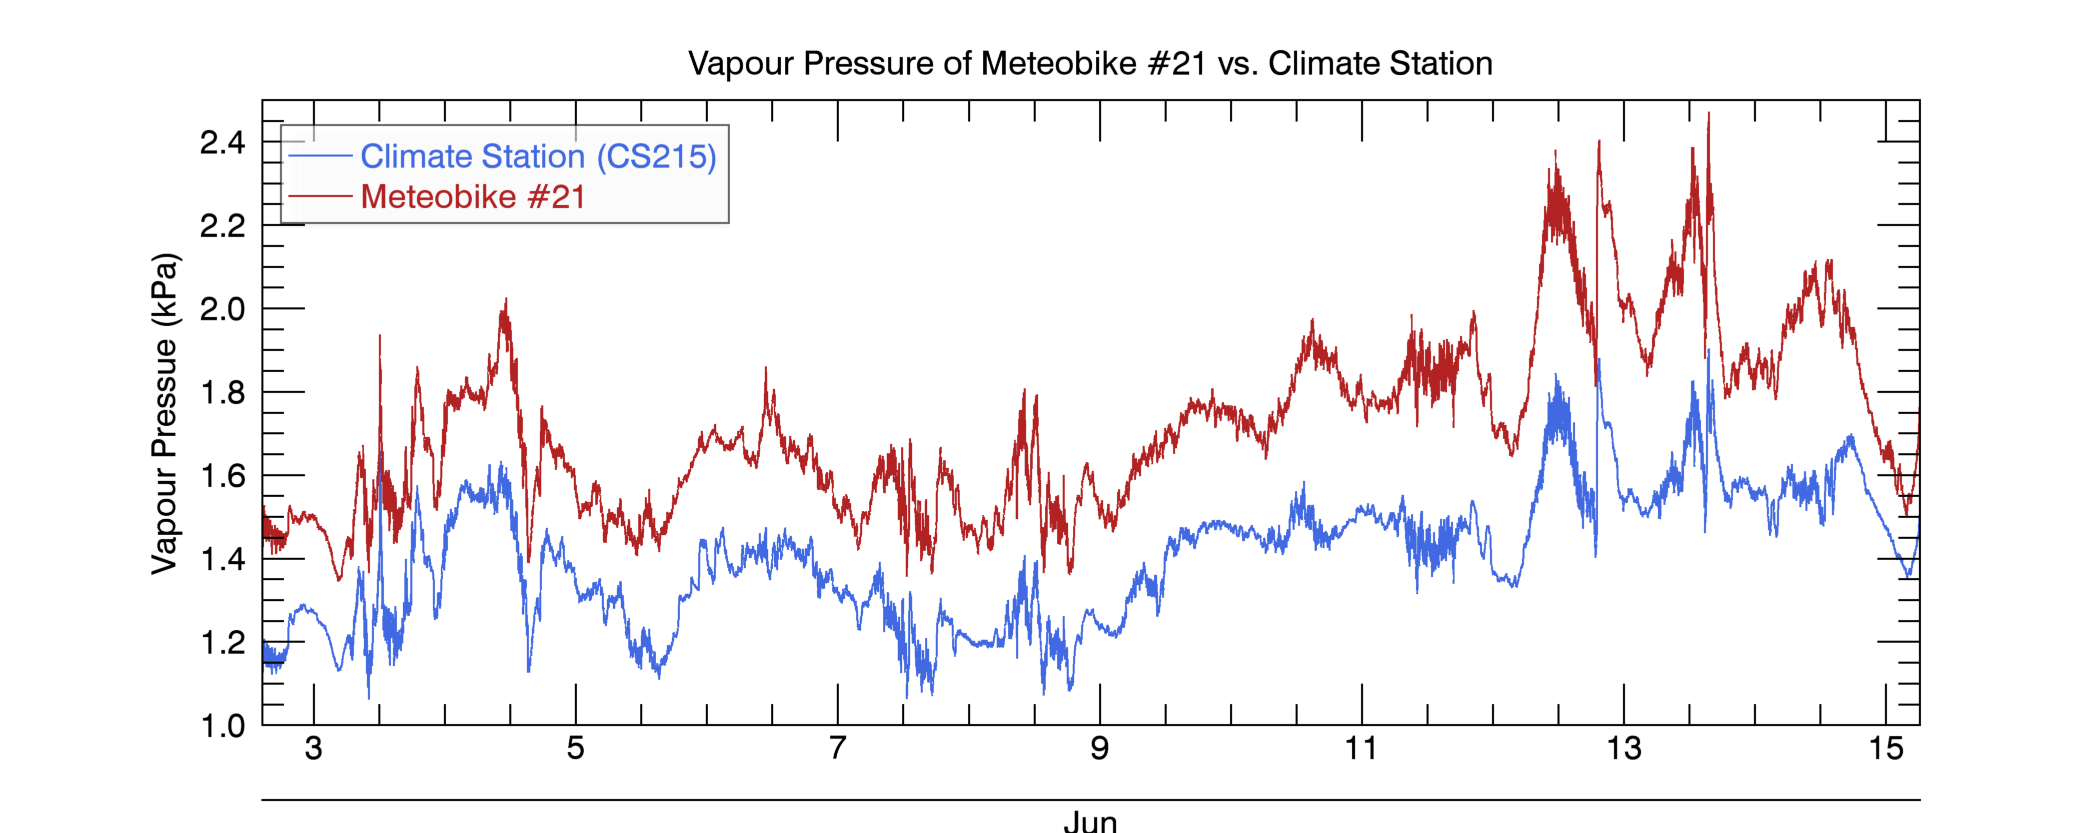 Vapour Pressure of Meteobike #21 vs. Climate Station
Climate Station (CS215)
Meteobike #21
Vapour Pressue (kPa)
2.4
2.2
2.0
1.8
1.6
1.4
1.2
1.0
3 5 7 9 11 13 15
Jun